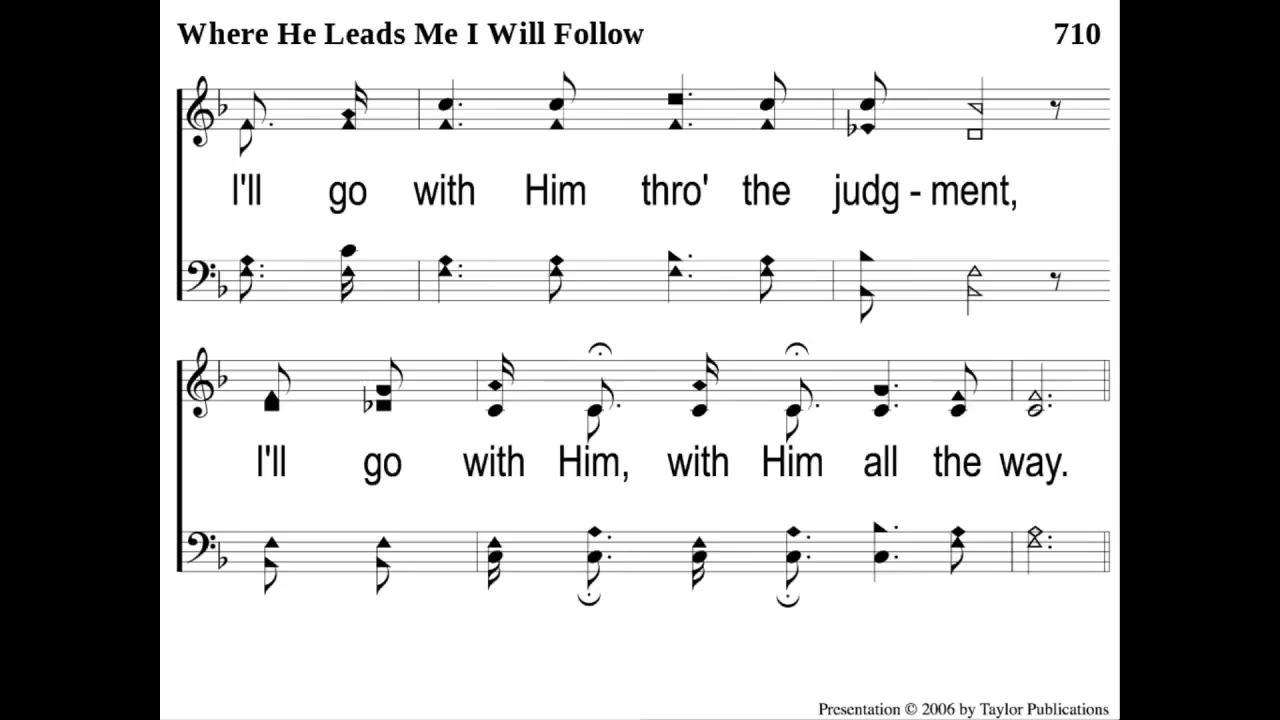 Where He Leads Me I Will Follow 710
I'll go with Him thro' the judg - ment,
I'll go with Him, with Him all the way.
Presentation © 2006 by Taylor Publications